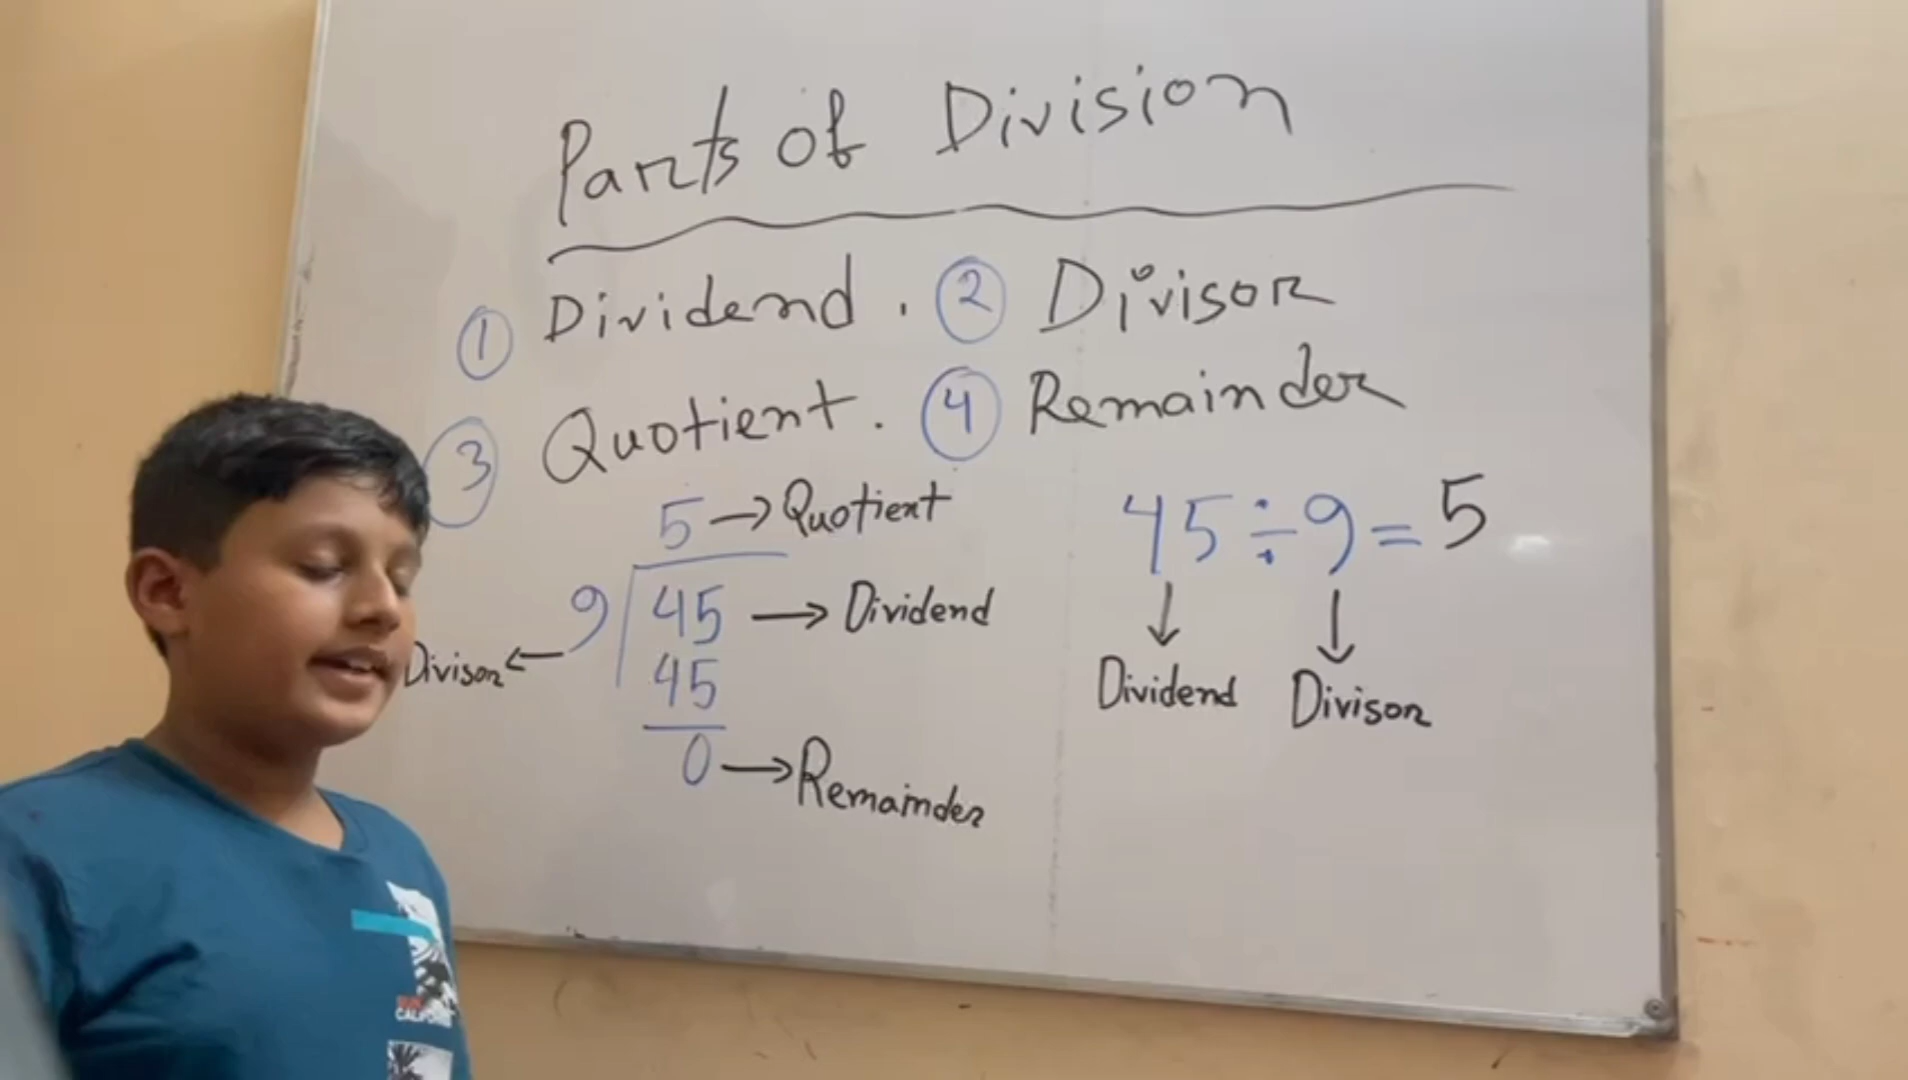 Parts of Division
① Dividend. ② Divisor
③ Quotient. ④ Remainder
5 → Quotient
9 45 → Dividend
Divisor ←
45
0 → Remainder
45 ÷ 9 = 5
↓ ↓
Dividend Divisor